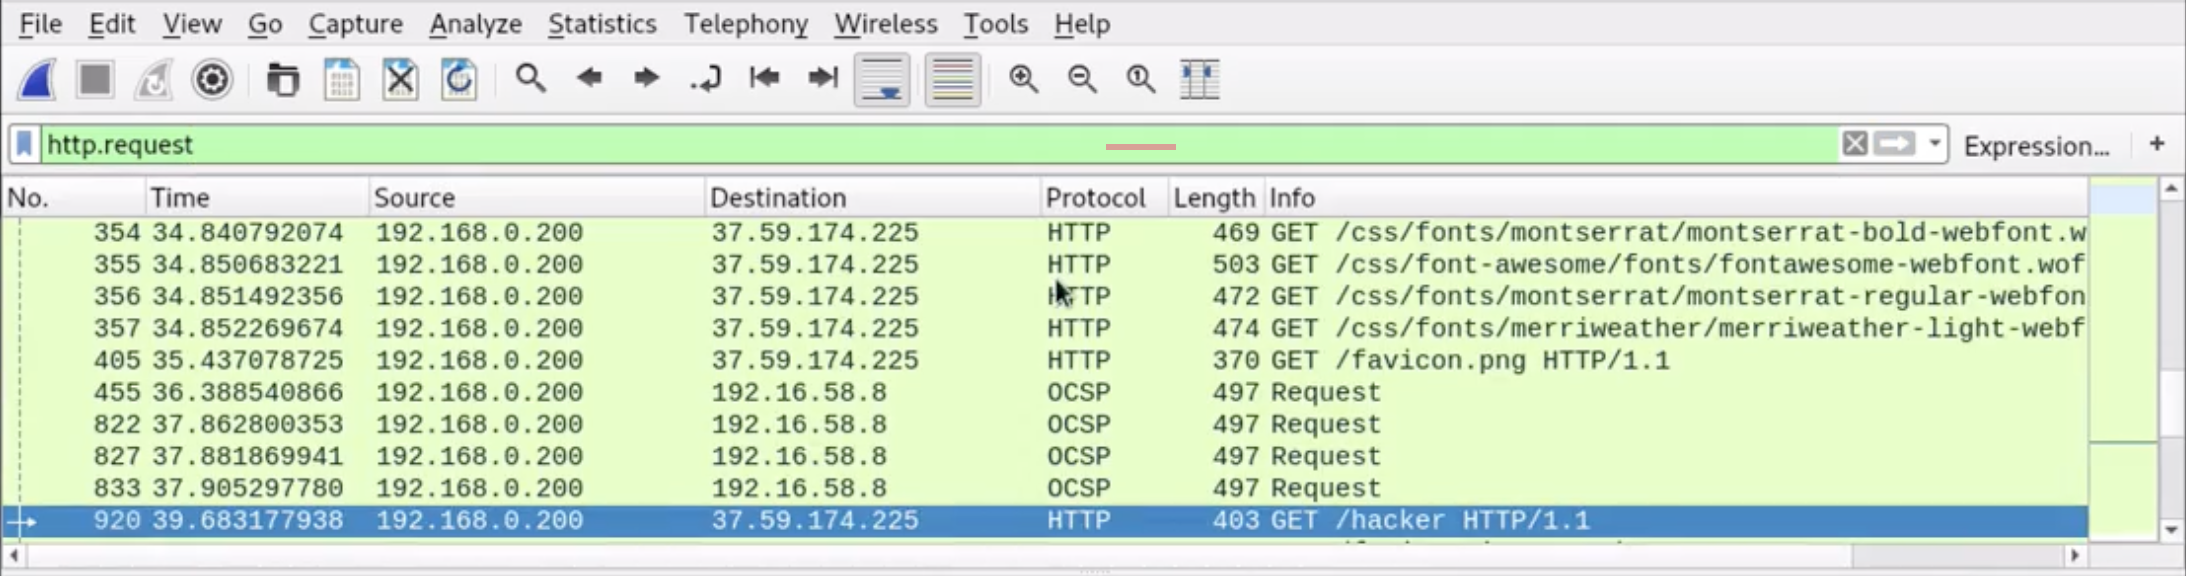 File Edit View Go Capture Analyze Statistics Telephony Wireless Tools Help
http.request Expression... +
No. Time Source Destination Protocol Length Info
354 34.840792074 192.168.0.200 37.59.174.225 HTTP 469 GET /css/fonts/montserrat/montserrat-bold-webfont.w
355 34.850683221 192.168.0.200 37.59.174.225 HTTP 503 GET /css/font-awesome/fonts/fontawesome-webfont.wof
356 34.851492356 192.168.0.200 37.59.174.225 HTTP 472 GET /css/fonts/montserrat/montserrat-regular-webfon
357 34.852269674 192.168.0.200 37.59.174.225 HTTP 474 GET /css/fonts/merriweather/merriweather-light-webf
405 35.437078725 192.168.0.200 37.59.174.225 HTTP 370 GET /favicon.png HTTP/1.1
455 36.388540866 192.168.0.200 192.16.58.8 OCSP 497 Request
822 37.862800353 192.168.0.200 192.16.58.8 OCSP 497 Request
827 37.881869941 192.168.0.200 192.16.58.8 OCSP 497 Request
833 37.905297780 192.168.0.200 192.16.58.8 OCSP 497 Request
920 39.683177938 192.168.0.200 37.59.174.225 HTTP 403 GET /hacker HTTP/1.1